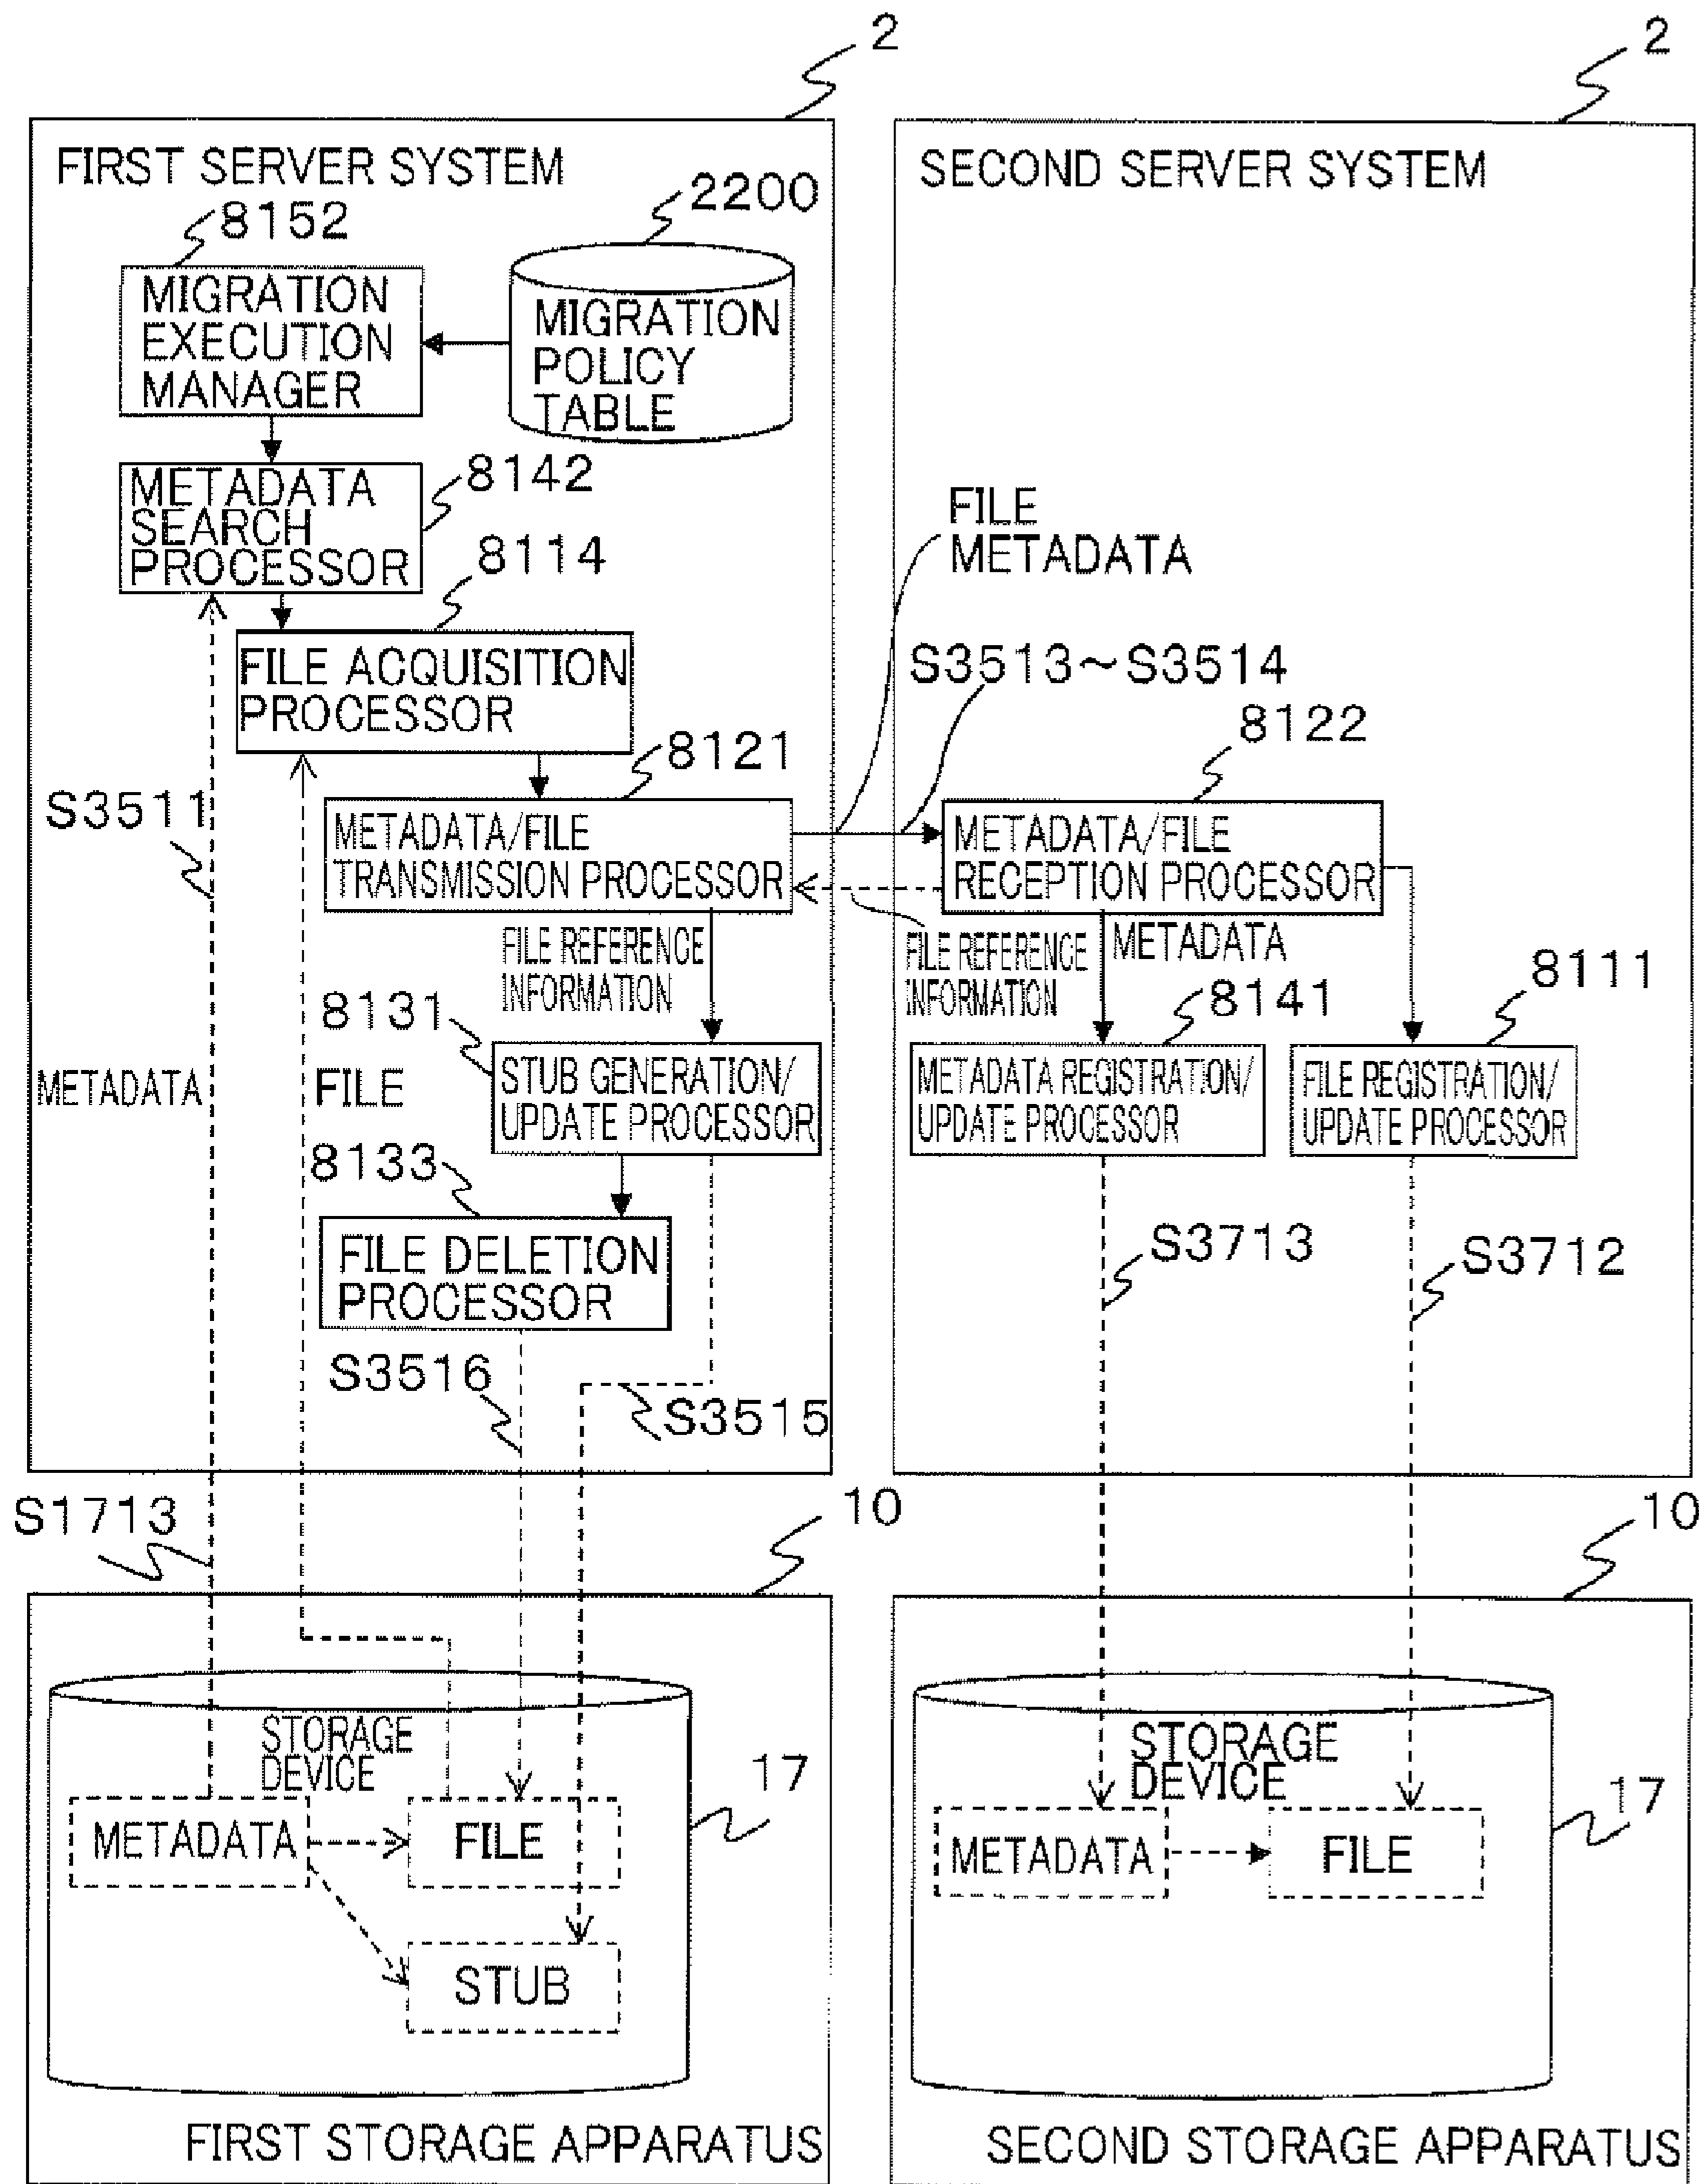 2
2
FIRST SERVER SYSTEM
SECOND SERVER SYSTEM
2200
8152
MIGRATION
EXECUTION
MANAGER
MIGRATION
POLICY
TABLE
METADATA
SEARCH
PROCESSOR
8142
8114
FILE
METADATA
FILE ACQUISITION
PROCESSOR
S3513~S3514
8121
8122
S3511
METADATA/FILE
TRANSMISSION PROCESSOR
METADATA/FILE
RECEPTION PROCESSOR
FILE REFERENCE
INFORMATION
FILE REFERENCE
INFORMATION
METADATA
8131
8141
8111
METADATA
FILE
STUB GENERATION/
UPDATE PROCESSOR
METADATA REGISTRATION/
UPDATE PROCESSOR
FILE REGISTRATION/
UPDATE PROCESSOR
8133
FILE DELETION
PROCESSOR
S3713
S3712
S3516
S3515
S1713
10
10
STORAGE
DEVICE
17
STORAGE
DEVICE
17
METADATA
FILE
METADATA
FILE
STUB
FIRST STORAGE APPARATUS
SECOND STORAGE APPARATUS